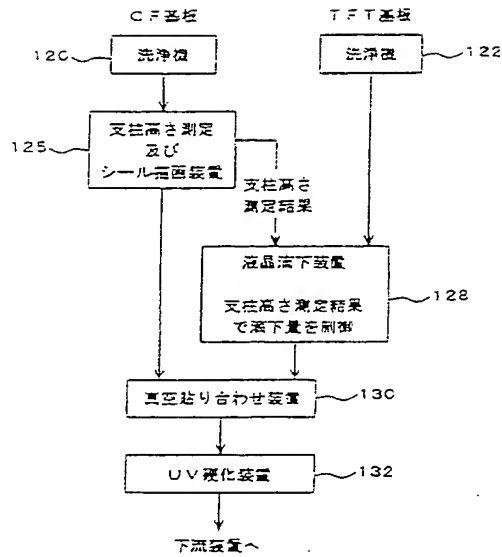 CF基板
TFT基板
120
洗浄機
洗浄機
122
125
支柱高さ測定
及び
シール描画装置
支柱高さ
測定結果
液晶滴下装置
支柱高さ測定結果
で滴下量を制御
128
真空貼り合わせ装置
130
UV硬化装置
132
下流装置へ